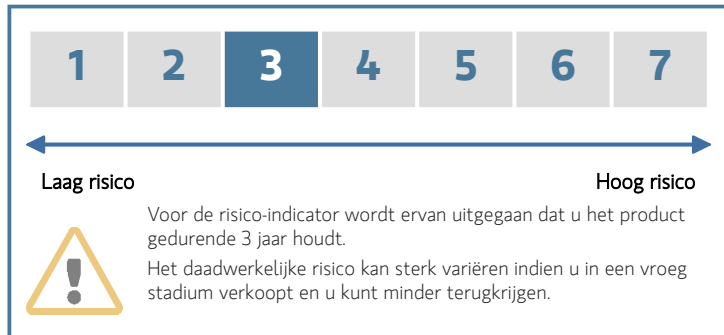 1 2 3 4 5 6 7
Laag risico Hoog risico
Voor de risico-indicator wordt ervan uitgegaan dat u het product
gedurende 3 jaar houdt.
Het daadwerkelijke risico kan sterk variëren indien u in een vroeg
stadium verkoopt en u kunt minder terugkrijgen.